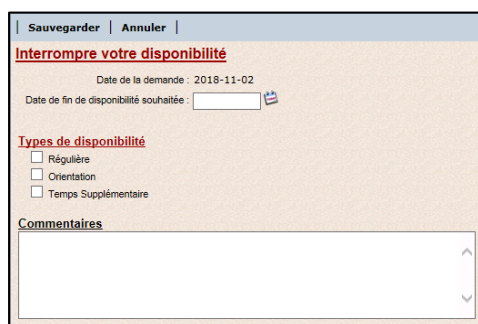 | Sauvegarder | Annuler |
Interrompre votre disponibilité
Date de la demande : 2018-11-02
Date de fin de disponibilité souhaitée :
Types de disponibilité
Régulière
Orientation
Temps Supplémentaire
Commentaires